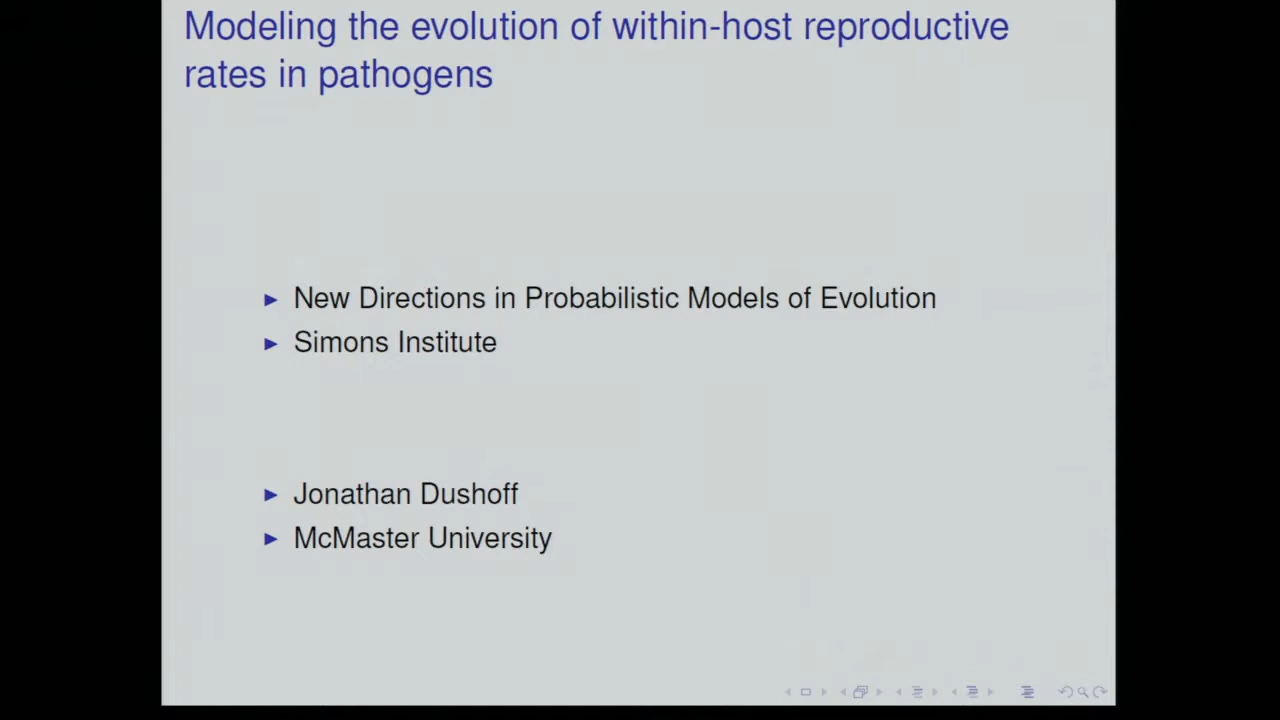 Modeling the evolution of within-host reproductive
rates in pathogens
New Directions in Probabilistic Models of Evolution
Simons Institute
Jonathan Dushoff
McMaster University